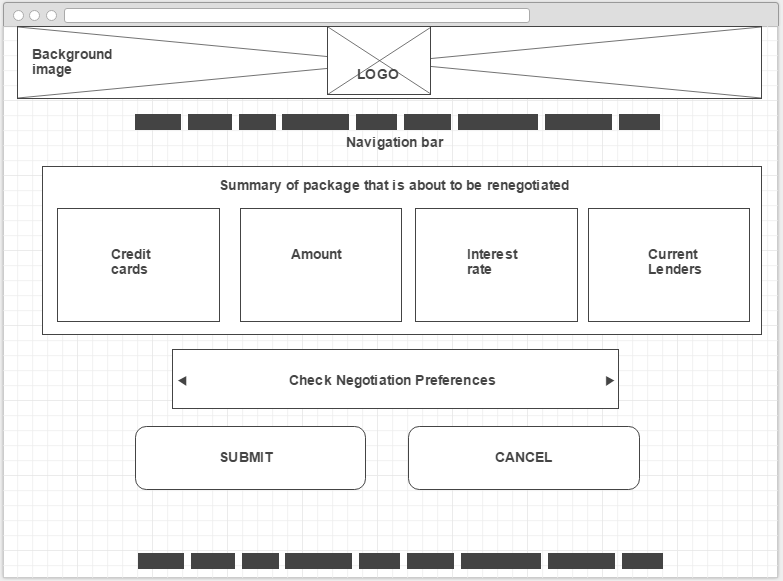 Background
image
LOGO
Navigation bar
Summary of package that is about to be renegotiated
Credit
cards
Amount
Interest
rate
Current
Lenders
Check Negotiation Preferences
SUBMIT
CANCEL